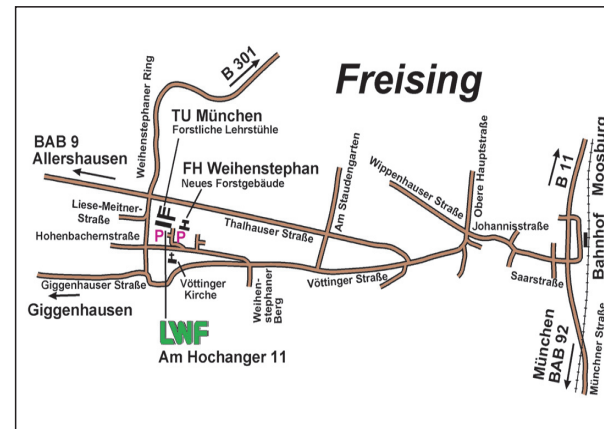 Freising
B 301
Weihenstephaner Ring
TU München
Forstliche Lehrstühle
BAB 9
Allershausen
FH Weihenstephan
Neues Forstgebäude
Liese-Meitner-
Straße
Hohenbachernstraße
P
P
Thalhauser Straße
Am Staudengarten
Wippenhauser Straße
Obere Hauptstraße
Johannisstraße
B 11
Moosburg
Bahnhof
Saarstraße
Giggenhauser Straße
Giggenhausen
Vöttinger
Kirche
Weihen-
stephaner
Berg
Vöttinger Straße
München
BAB 92
Münchner Straße
LWF
Am Hochanger 11